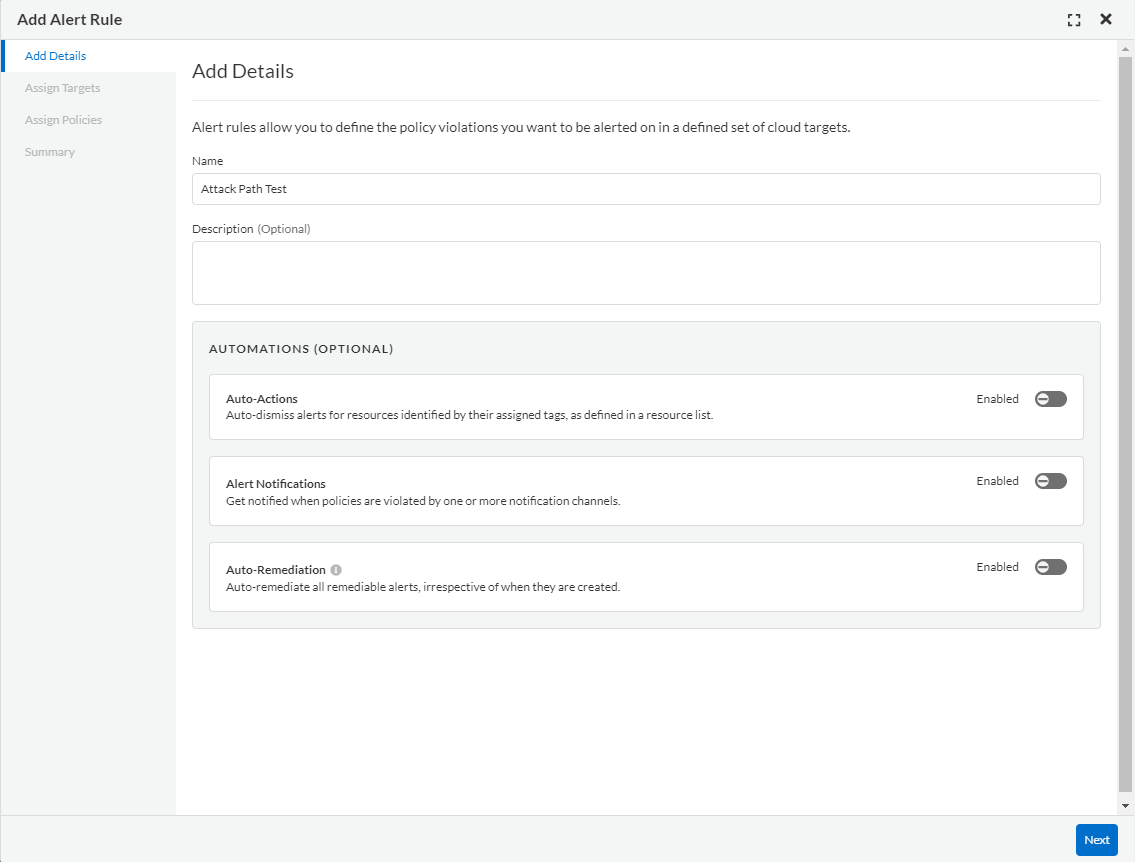 Add Alert Rule
Add Details
Assign Targets
Assign Policies
Summary
Add Details
Alert rules allow you to define the policy violations you want to be alerted on in a defined set of cloud targets.
Name
Attack Path Test
Description (Optional)
AUTOMATIONS (OPTIONAL)
Auto-Actions
Enabled
Auto-dismiss alerts for resources identified by their assigned tags, as defined in a resource list.
Alert Notifications
Enabled
Get notified when policies are violated by one or more notification channels.
Auto-Remediation
Enabled
Auto-remediate all remediable alerts, irrespective of when they are created.
Next